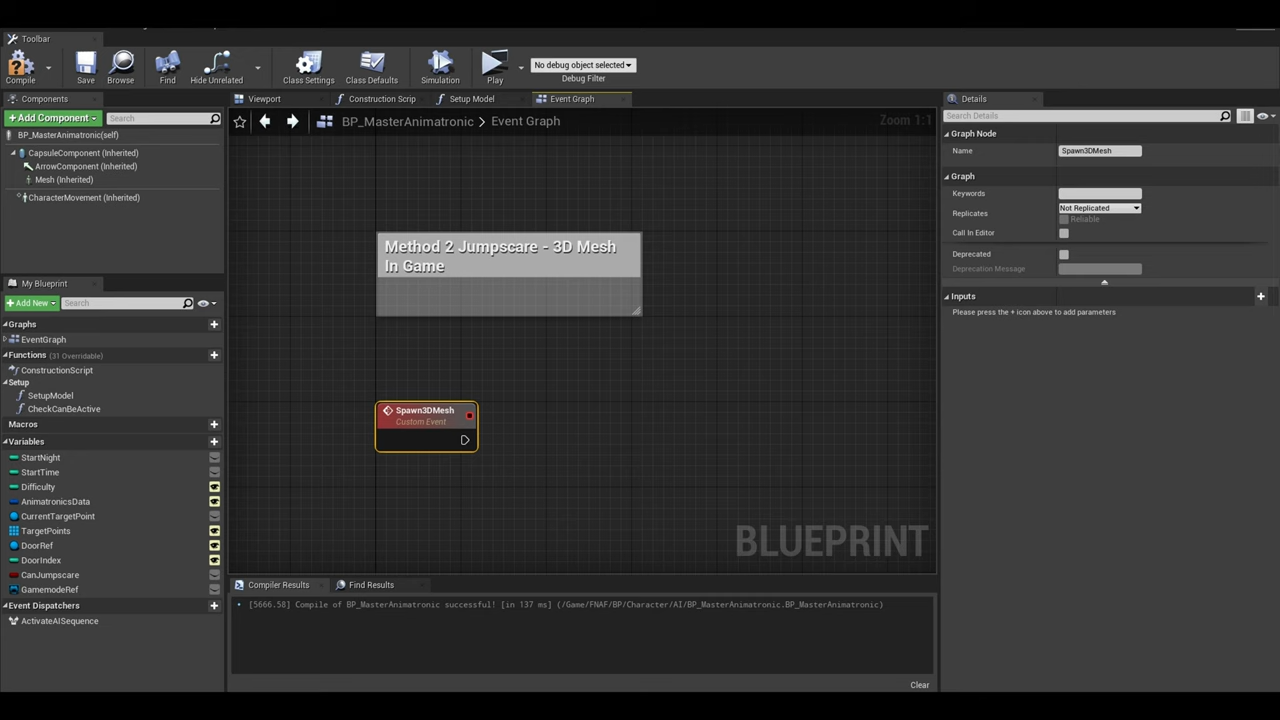 Toolbar
Compile
Save
Browse
Find
Hide Unrelated
Class Settings
Class Defaults
Simulation
Play
No debug object selected
Debug Filter
Components
+Add Component
Search
BP_MasterAnimatronic(self)
CapsuleComponent (Inherited)
ArrowComponent (Inherited)
Mesh (Inherited)
CharacterMovement (Inherited)
My Blueprint
+Add New
Search
Graphs
EventGraph
Functions (31 Overridable)
ConstructionScript
Setup
SetupModel
CheckCanBeActive
Macros
Variables
StartNight
StartTime
Difficulty
AnimatronicsData
CurrentTargetPoint
TargetPoints
DoorRef
DoorIndex
CanJumpscare
GamemodeRef
Event Dispatchers
ActivateAISequence
Viewport
Construction Scrip
Setup Model
Event Graph
BP_MasterAnimatronic > Event Graph
Zoom 1:1
Method 2 Jumpscare - 3D Mesh
In Game
Spawn3DMesh
Custom Event
BLUEPRINT
Compiler Results
Find Results
[5666.58] Compile of BP_MasterAnimatronic successful! [in 137 ms] (/Game/FNAF/BP/Character/AI/BP_MasterAnimatronic.BP_MasterAnimatronic)
Clear
Details
Search Details
Graph Node
Name
Spawn3DMesh
Graph
Keywords
Replicates
Not Replicated
Reliable
Call In Editor
Deprecated
Deprecation Message
Inputs
Please press the + icon above to add parameters